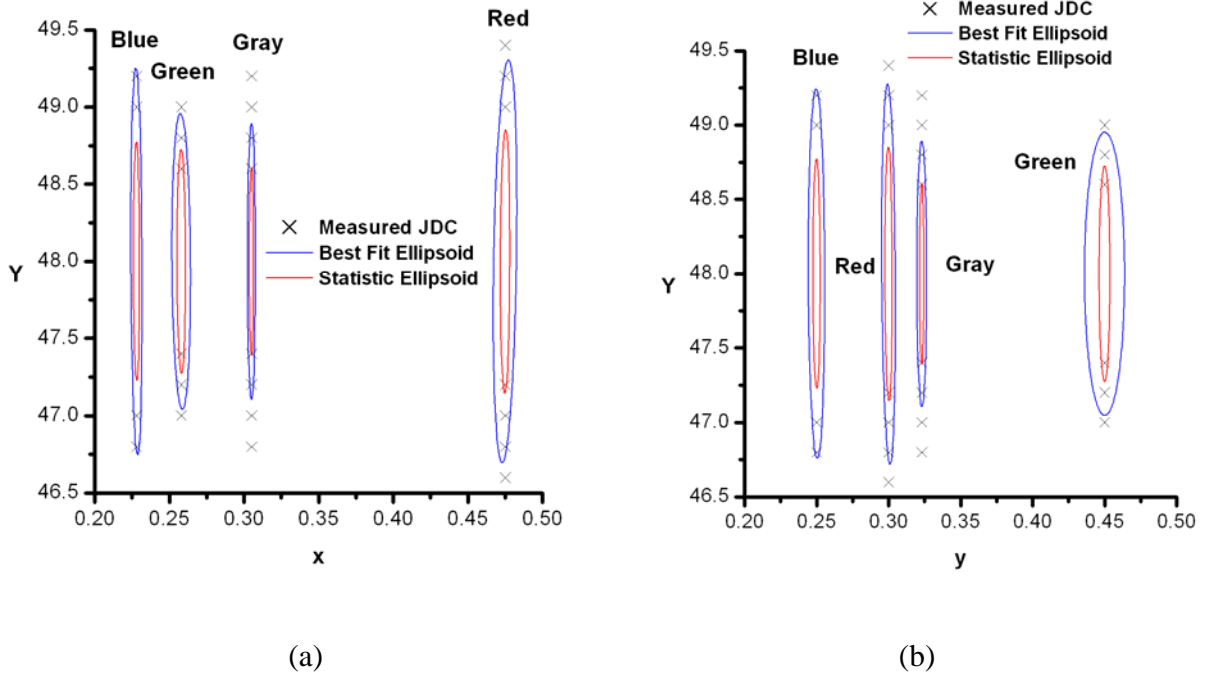 49.5
49.0
48.5
48.0
47.5
47.0
46.5
Y
0.20
0.25
0.30
0.35
0.40
0.45
0.50
x
Blue
Green
Gray
Red
Measured JDC
Best Fit Ellipsoid
Statistic Ellipsoid
(a)
Measured JDC
Best Fit Ellipsoid
Statistic Ellipsoid
49.5
49.0
48.5
48.0
47.5
47.0
46.5
Y
0.20
0.25
0.30
0.35
0.40
0.45
0.50
y
Blue
Red
Gray
Green
(b)